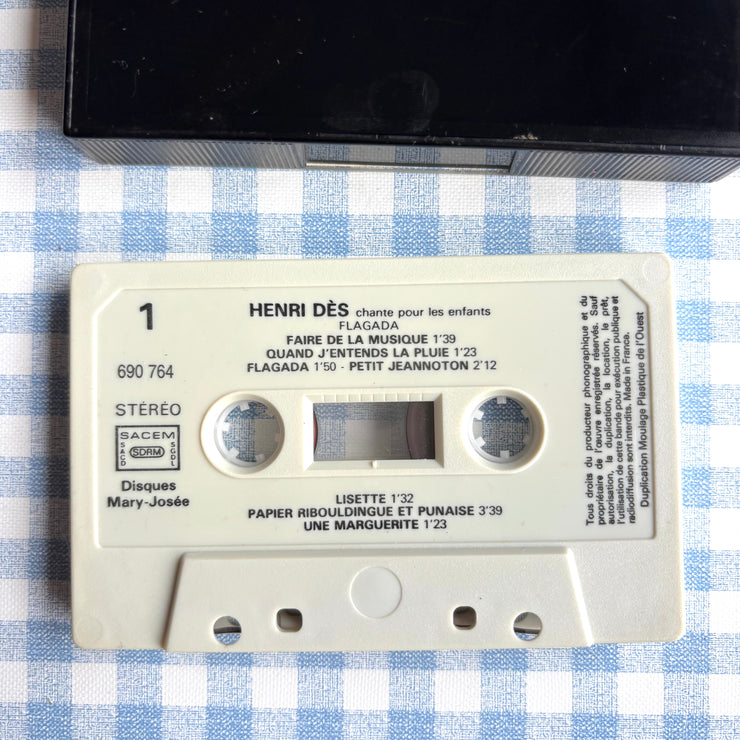 1
HENRI DÈS chante pour les enfants
FLAGADA
FAIRE DE LA MUSIQUE 1'39
QUAND J'ENTENDS LA PLUIE 1'23
FLAGADA 1'50 - PETIT JEANNOTON 2'12
690 764
STÉRÉO
SACEM
SACD SDRM SGDL
Disques
Mary-Josée
LISETTE 1'32
PAPIER RIBOULDINGUE ET PUNAISE 3'39
UNE MARGUERITE 1'23
Tous droits du producteur phonographique et du
propriétaire de l'œuvre enregistrée réservés. Sauf
autorisation, la duplication, la location, le prêt,
l'utilisation de cette bande pour exécution publique et
radiodiffusion sont interdits. Made in France.
Duplication Moulage Plastique de l'Ouest